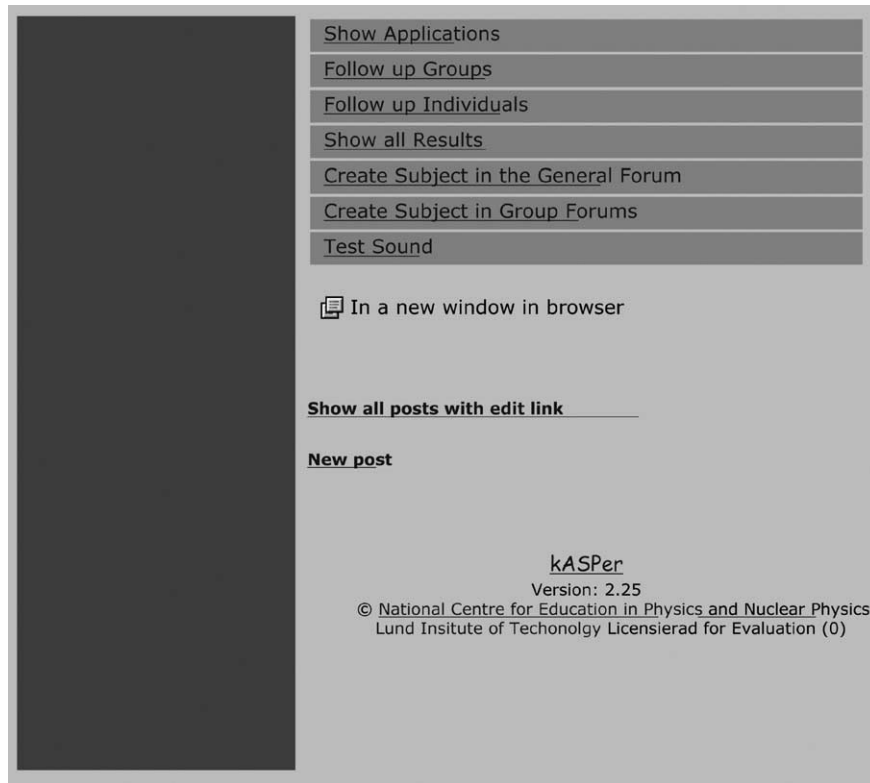 Show Applications
Follow up Groups
Follow up Individuals
Show all Results
Create Subject in the General Forum
Create Subject in Group Forums
Test Sound
In a new window in browser
Show all posts with edit link
New post
kASPer
Version: 2.25
© National Centre for Education in Physics and Nuclear Physics
Lund Insitute of Techonolgy Licensierad for Evaluation (0)